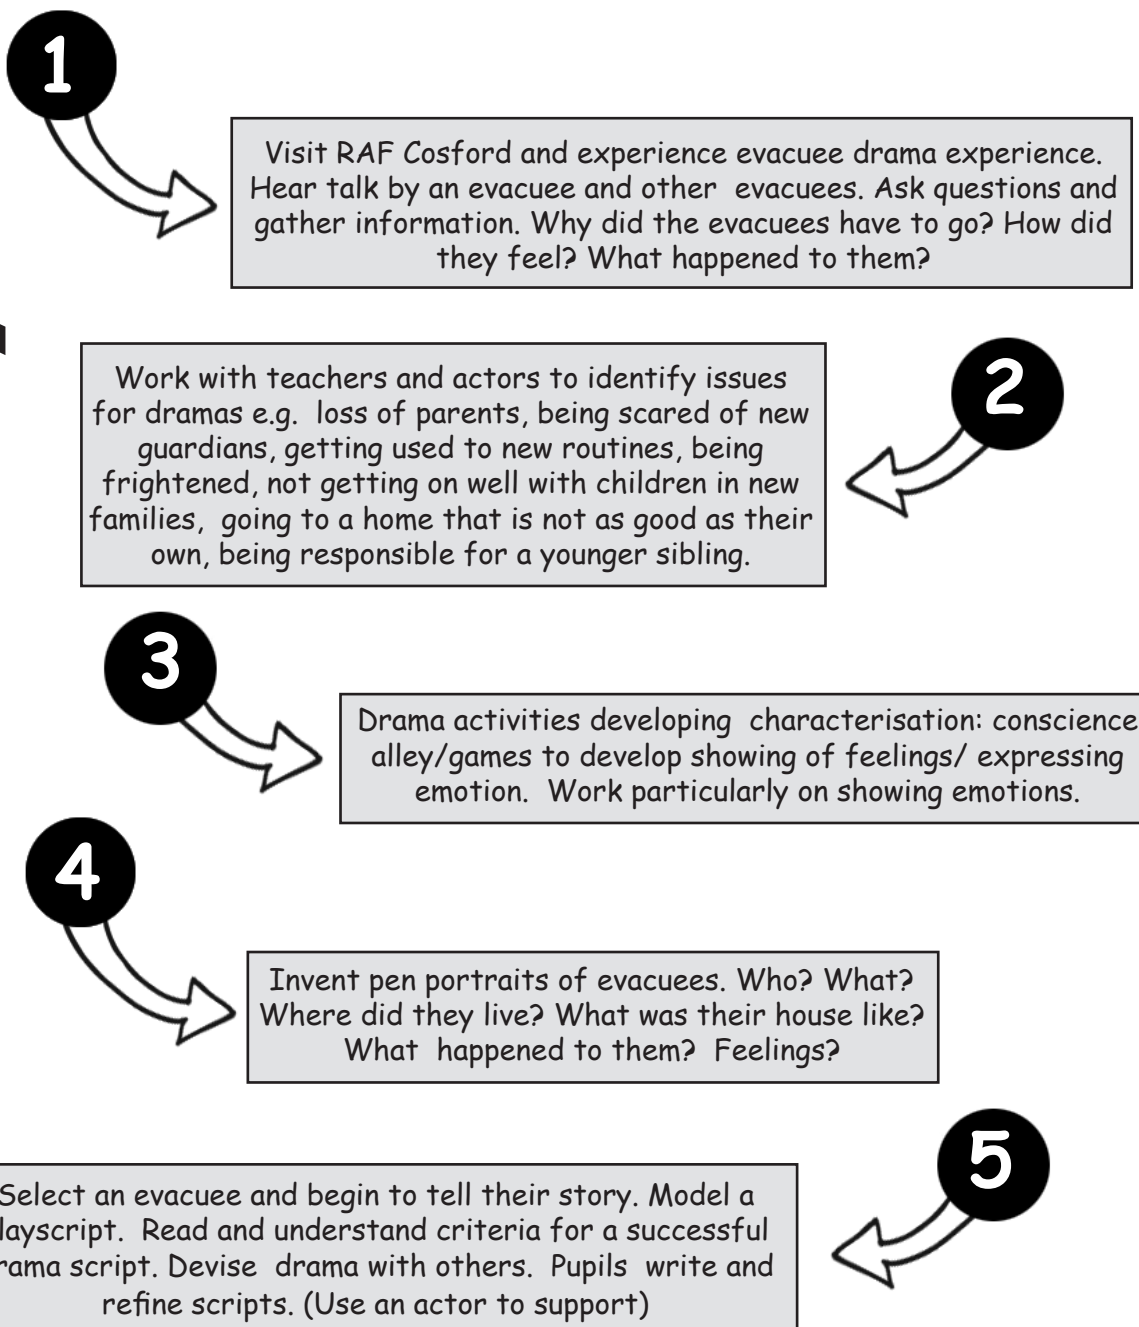 1
Visit RAF Cosford and experience evacuee drama experience.
Hear talk by an evacuee and other evacuees. Ask questions and
gather information. Why did the evacuees have to go? How did
they feel? What happened to them?
2
Work with teachers and actors to identify issues
for dramas e.g. loss of parents, being scared of new
guardians, getting used to new routines, being
frightened, not getting on well with children in new
families, going to a home that is not as good as their
own, being responsible for a younger sibling.
3
Drama activities developing characterisation: conscience
alley/games to develop showing of feelings/ expressing
emotion. Work particularly on showing emotions.
4
Invent pen portraits of evacuees. Who? What?
Where did they live? What was their house like?
What happened to them? Feelings?
5
Select an evacuee and begin to tell their story. Model a
layscript. Read and understand criteria for a successful
rama script. Devise drama with others. Pupils write and
refine scripts. (Use an actor to support)